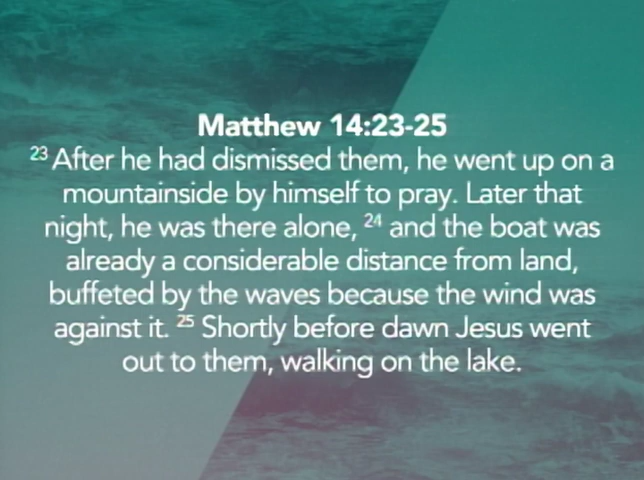 Matthew 14:23-25
23 After he had dismissed them, he went up on a
mountainside by himself to pray. Later that
night, he was there alone, 24 and the boat was
already a considerable distance from land,
buffeted by the waves because the wind was
against it. 25 Shortly before dawn Jesus went
out to them, walking on the lake.